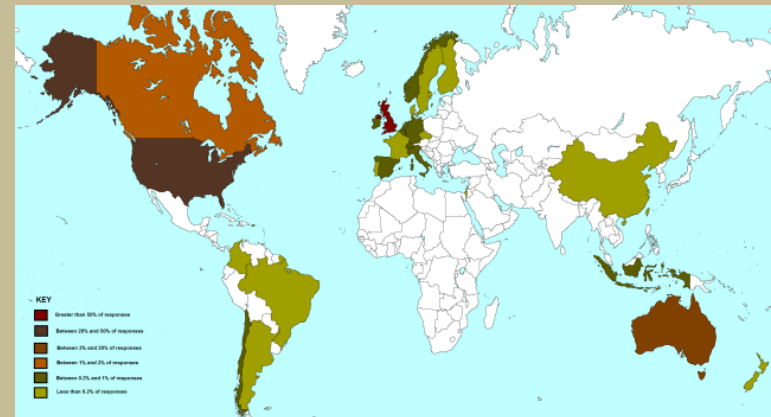 KEY
Greater than 50% of responses
Between 20% and 50% of responses
Between 2% and 20% of responses
Between 1% and 2% of responses
Between 0.2% and 1% of responses
Less than 0.2% of responses